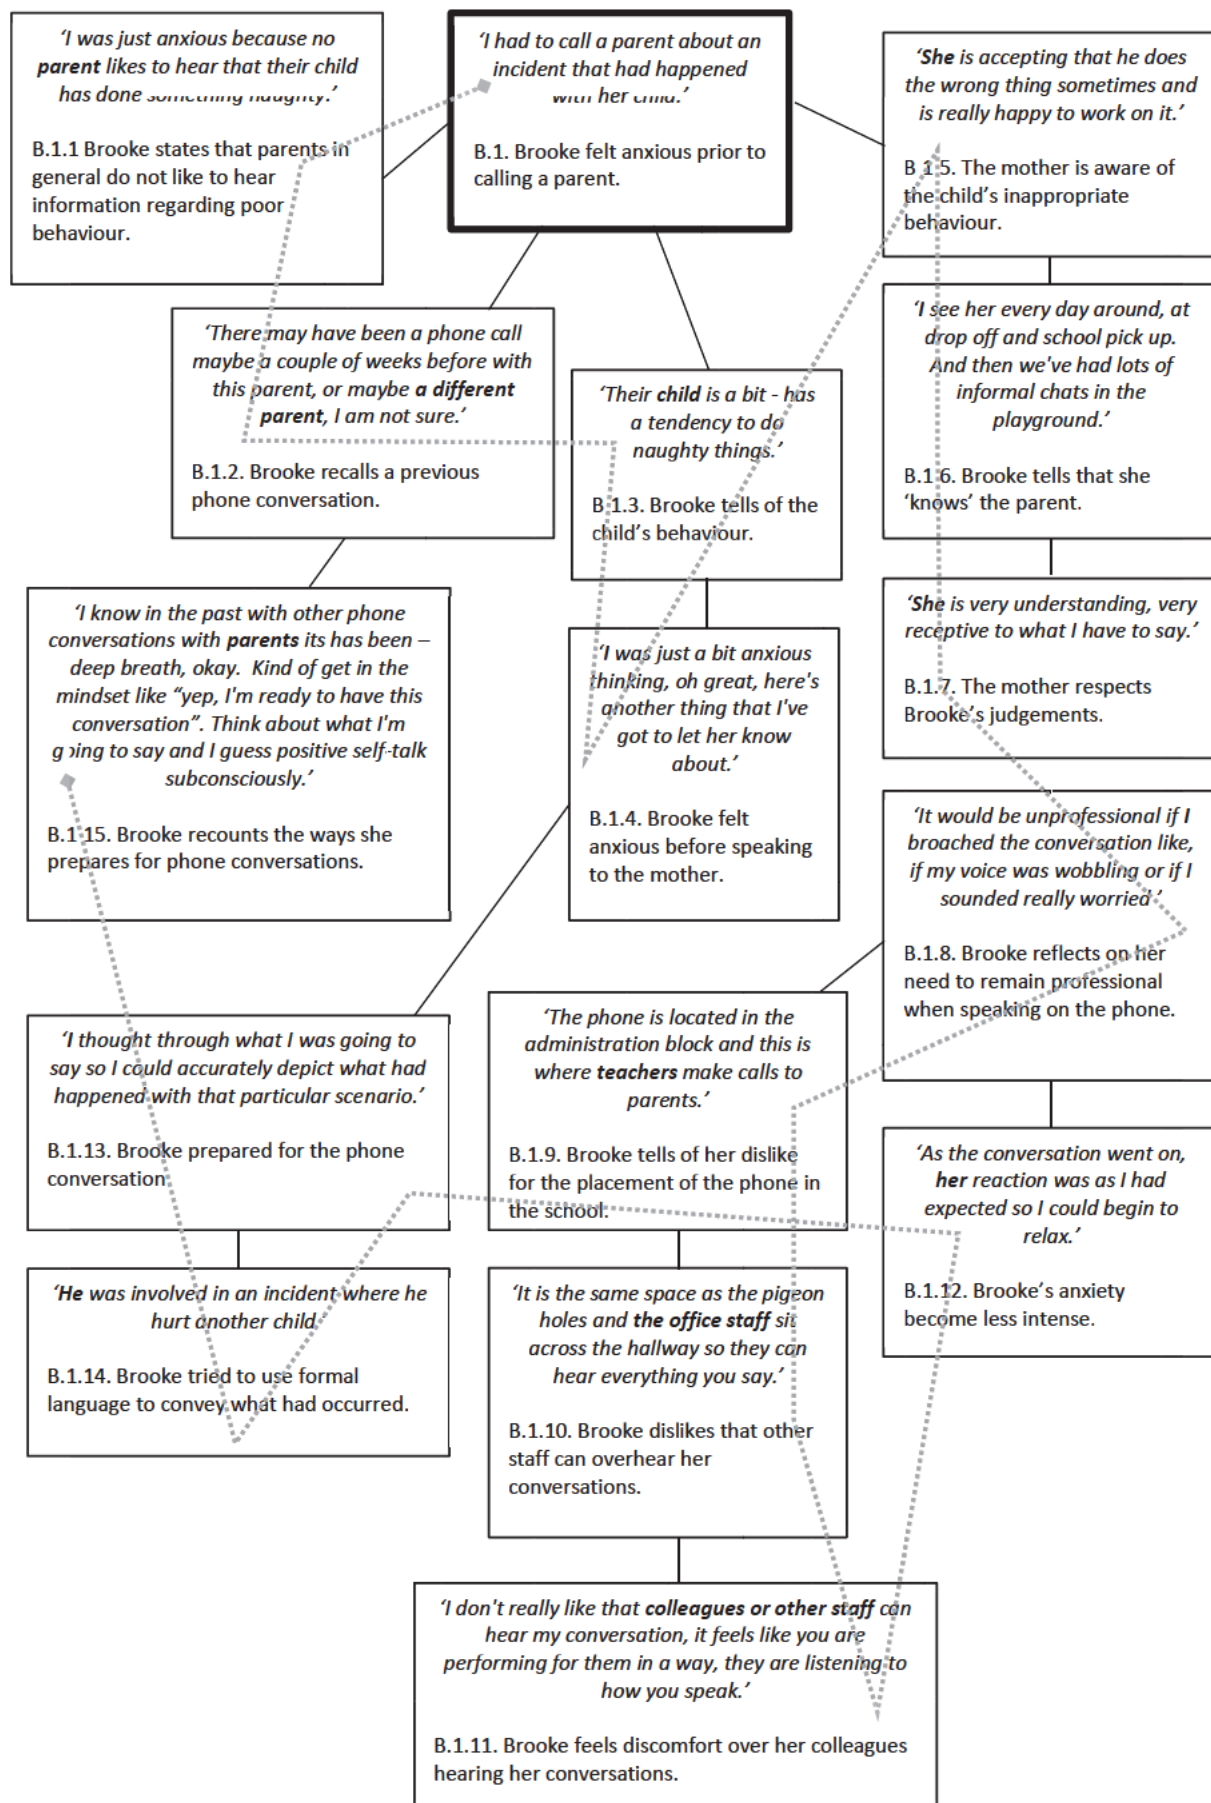 ‘I was just anxious because no
parent likes to hear that their child
has done something naughty.’
B.1.1 Brooke states that parents in
general do not like to hear
information regarding poor
behaviour.
‘I had to call a parent about an
incident that had happened
with her child.’
B.1. Brooke felt anxious prior to
calling a parent.
‘She is accepting that he does
the wrong thing sometimes and
is really happy to work on it.’
B.1.5. The mother is aware of
the child’s inappropriate
behaviour.
‘There may have been a phone call
maybe a couple of weeks before with
this parent, or maybe a different
parent, I am not sure.’
B.1.2. Brooke recalls a previous
phone conversation.
‘Their child is a bit - has
a tendency to do
naughty things.’
B.1.3. Brooke tells of the
child’s behaviour.
‘I see her every day around, at
drop off and school pick up.
And then we've had lots of
informal chats in the
playground.’
B.1.6. Brooke tells that she
‘knows’ the parent.
‘I know in the past with other phone
conversations with parents its has been –
deep breath, okay. Kind of get in the
mindset like “yep, I'm ready to have this
conversation”. Think about what I'm
going to say and I guess positive self-talk
subconsciously.’
B.1.15. Brooke recounts the ways she
prepares for phone conversations.
‘I was just a bit anxious
thinking, oh great, here's
another thing that I've
got to let her know
about.’
B.1.4. Brooke felt
anxious before speaking
to the mother.
‘She is very understanding, very
receptive to what I have to say.’
B.1.7. The mother respects
Brooke’s judgements.
‘It would be unprofessional if I
broached the conversation like,
if my voice was wobbling or if I
sounded really worried’
B.1.8. Brooke reflects on her
need to remain professional
when speaking on the phone.
‘I thought through what I was going to
say so I could accurately depict what had
happened with that particular scenario.’
B.1.13. Brooke prepared for the phone
conversation.
‘The phone is located in the
administration block and this is
where teachers make calls to
parents.’
B.1.9. Brooke tells of her dislike
for the placement of the phone in
the school.
‘As the conversation went on,
her reaction was as I had
expected so I could begin to
relax.’
B.1.12. Brooke’s anxiety
become less intense.
‘He was involved in an incident where he
hurt another child.’
B.1.14. Brooke tried to use formal
language to convey what had occurred.
‘It is the same space as the pigeon
holes and the office staff sit
across the hallway so they can
hear everything you say.’
B.1.10. Brooke dislikes that other
staff can overhear her
conversations.
‘I don't really like that colleagues or other staff can
hear my conversation, it feels like you are
performing for them in a way, they are listening to
how you speak.’
B.1.11. Brooke feels discomfort over her colleagues
hearing her conversations.